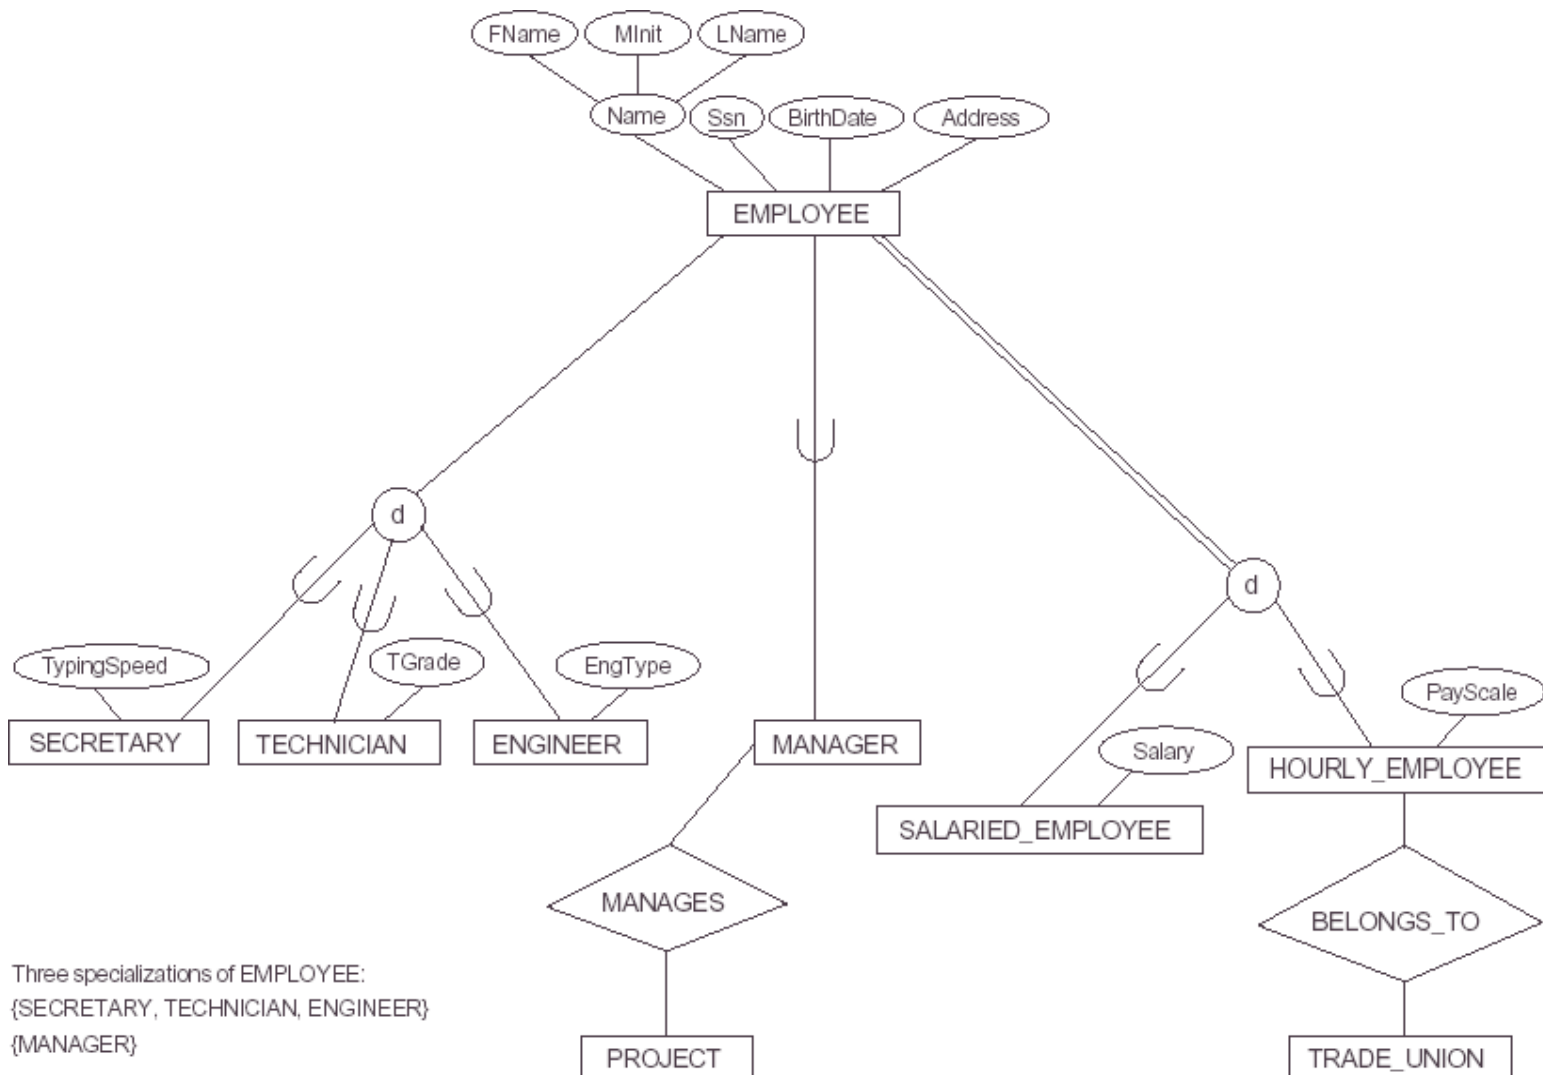 FName
MInit
LName
Name
Ssn
BirthDate
Address
EMPLOYEE
d
d
TypingSpeed
TGrade
EngType
PayScale
SECRETARY
TECHNICIAN
ENGINEER
MANAGER
Salary
HOURLY_EMPLOYEE
SALARIED_EMPLOYEE
MANAGES
BELONGS_TO
Three specializations of EMPLOYEE:
{SECRETARY, TECHNICIAN, ENGINEER}
{MANAGER}
PROJECT
TRADE_UNION